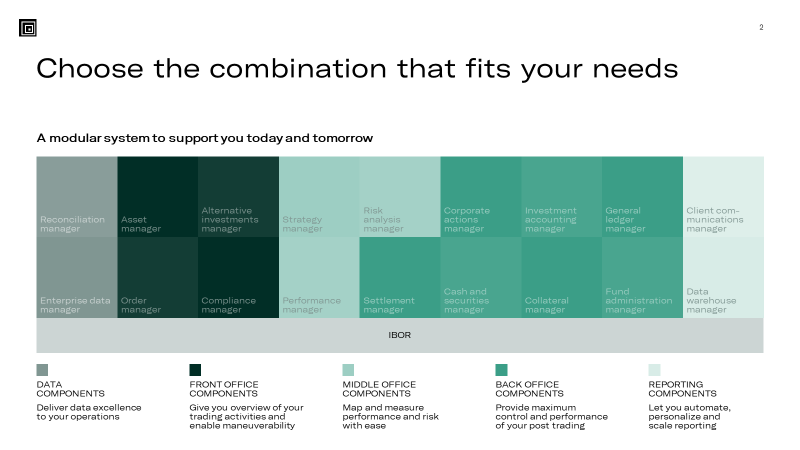 2
Choose the combination that fits your needs
A modular system to support you today and tomorrow
Reconciliation
manager
Asset
manager
Alternative
investments
manager
Strategy
manager
Risk
analysis
manager
Corporate
actions
manager
Investment
accounting
manager
General
ledger
manager
Client com-
munications
manager
Enterprise data
manager
Order
manager
Compliance
manager
Performance
manager
Settlement
manager
Cash and
securities
manager
Collateral
manager
Fund
administration
manager
Data
warehouse
manager
IBOR
DATA
COMPONENTS
Deliver data excellence
to your operations
FRONT OFFICE
COMPONENTS
Give you overview of your
trading activities and
enable maneuverability
MIDDLE OFFICE
COMPONENTS
Map and measure
performance and risk
with ease
BACK OFFICE
COMPONENTS
Provide maximum
control and performance
of your post trading
REPORTING
COMPONENTS
Let you automate,
personalize and
scale reporting